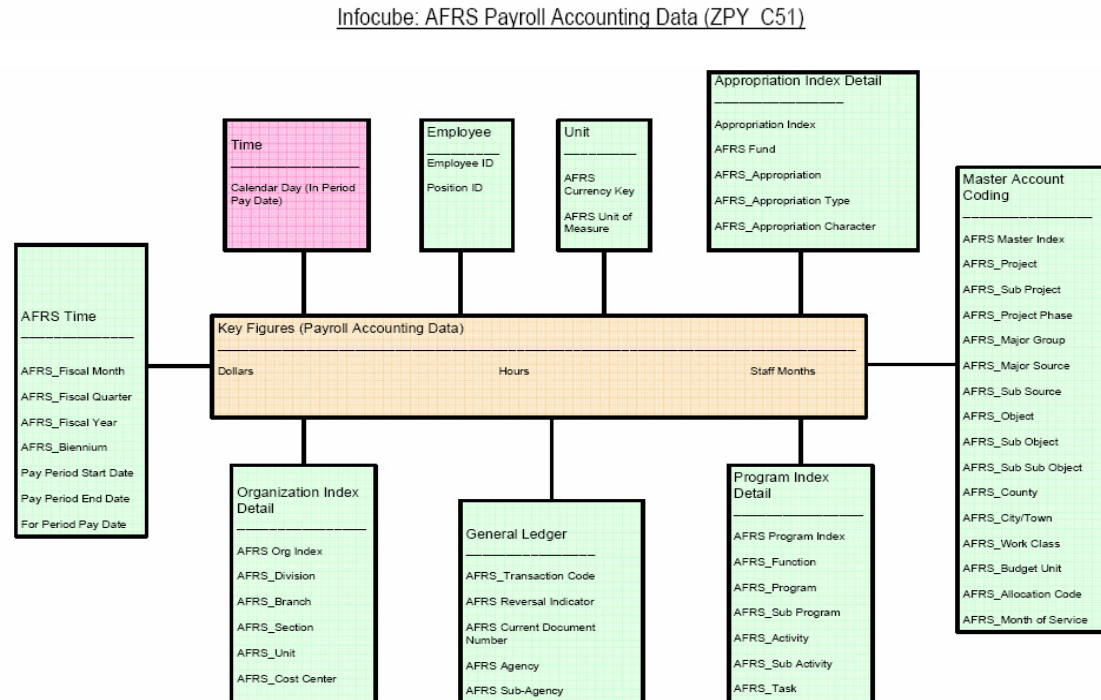 Infocube: AFRS Payroll Accounting Data (ZPY_C51)
Time
Calendar Day (In Period
Pay Date)
Employee
Employee ID
Position ID
Unit
AFRS
Currency Key
AFRS Unit of
Measure
Appropriation Index Detail
Appropriation Index
AFRS Fund
AFRS_Appropriation
AFRS_Appropriation Type
AFRS_Appropriation Character
Master Account
Coding
AFRS Master Index
AFRS_Project
AFRS_Sub Project
AFRS_Project Phase
AFRS_Major Group
AFRS_Major Source
AFRS_Sub Source
AFRS_Object
AFRS_Sub Object
AFRS_Sub Sub Object
AFRS_County
AFRS_City/Town
AFRS_Work Class
AFRS_Budget Unit
AFRS_Allocation Code
AFRS_Month of Service
AFRS Time
AFRS_Fiscal Month
AFRS_Fiscal Quarter
AFRS_Fiscal Year
AFRS_Biennium
Pay Period Start Date
Pay Period End Date
For Period Pay Date
Key Figures (Payroll Accounting Data)
Dollars
Hours
Staff Months
Organization Index
Detail
AFRS Org Index
AFRS_Division
AFRS_Branch
AFRS_Section
AFRS_Unit
AFRS_Cost Center
General Ledger
AFRS_Transaction Code
AFRS Reversal Indicator
AFRS Current Document
Number
AFRS Agency
AFRS Sub-Agency
Program Index
Detail
AFRS Program Index
AFRS_Function
AFRS_Program
AFRS_Sub Program
AFRS_Activity
AFRS_Sub Activity
AFRS_Task